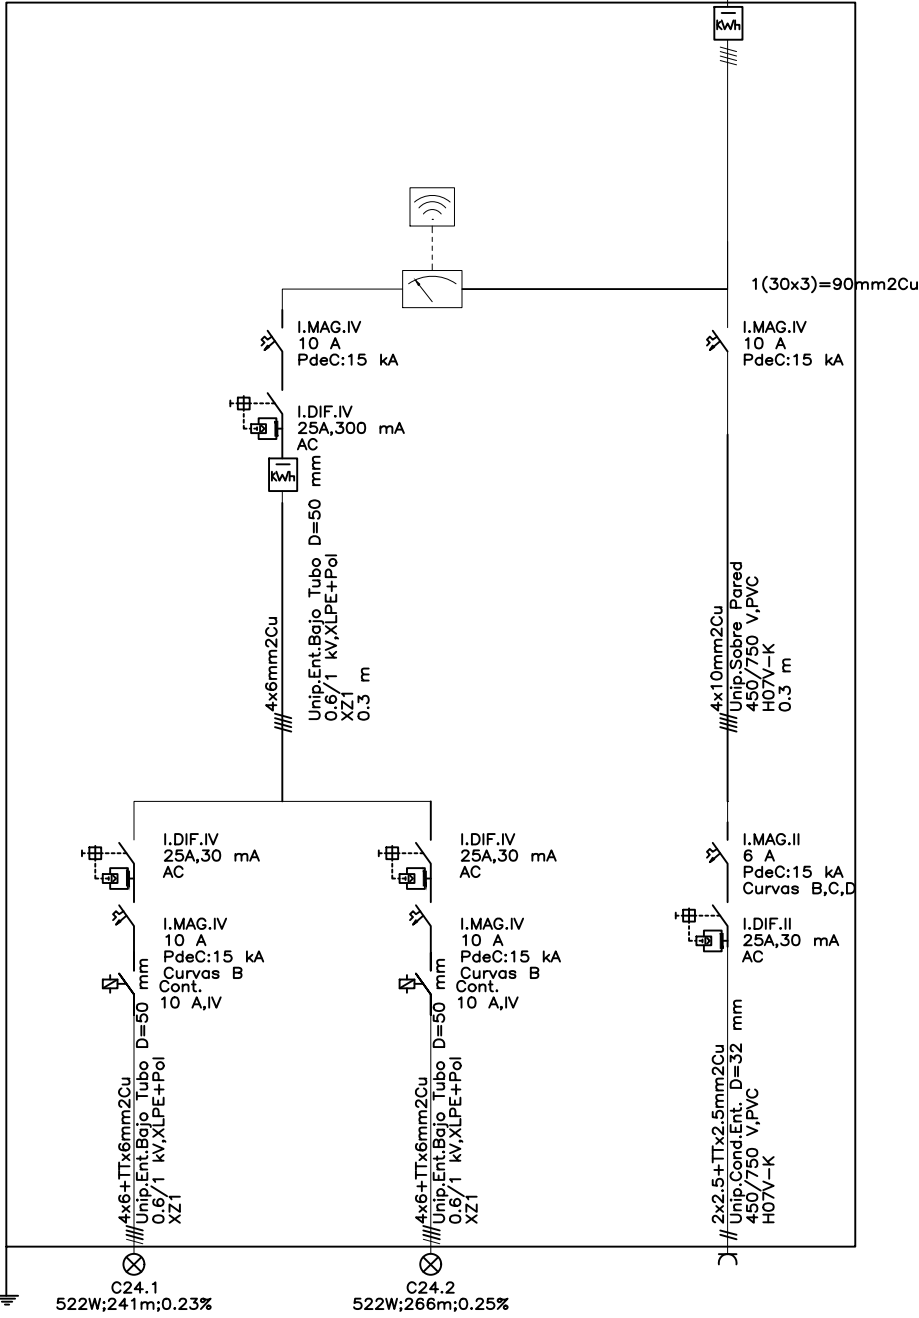 KWh
1(30x3)=90mm2Cu
I.MAG.IV
10 A
PdeC:15 kA
I.MAG.IV
10 A
PdeC:15 kA
I.DIF.IV
25A,300 mA
AC
KWh
4x6mm2Cu
Unip.Ent.Bajo Tubo D=50 mm
0.6/1 kV,XLPE+Pol
XZ1
0.3 m
4x10mm2Cu
Unip.Sobre Pared
450/750 V,PVC
H07V-K
0.3 m
I.DIF.IV
25A,30 mA
AC
I.MAG.IV
10 A
PdeC:15 kA
Curvas B
Cont.
10 A,IV
4x6+TTx6mm2Cu
Unip.Ent.Bajo Tubo D=50 mm
0.6/1 kV,XLPE+Pol
XZ1
I.DIF.IV
25A,30 mA
AC
I.MAG.IV
10 A
PdeC:15 kA
Curvas B
Cont.
10 A,IV
4x6+TTx6mm2Cu
Unip.Ent.Bajo Tubo D=50 mm
0.6/1 kV,XLPE+Pol
XZ1
I.MAG.II
6 A
PdeC:15 kA
Curvas B,C,D
I.DIF.II
25A,30 mA
AC
2x2.5+TTx2.5mm2Cu
Unip.Cond.Ent. D=32 mm
450/750 V,PVC
H07V-K
C24.1
522W;241m;0.23%
C24.2
522W;266m;0.25%